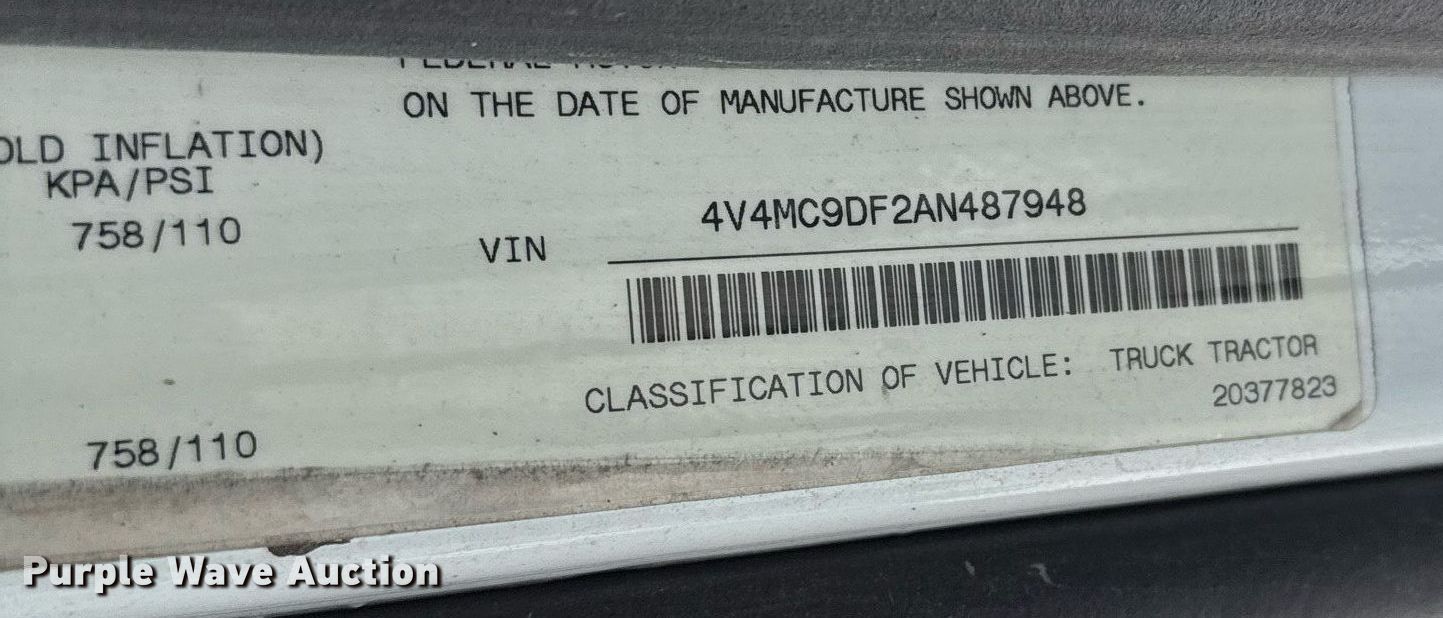 ON THE DATE OF MANUFACTURE SHOWN ABOVE.
OLD INFLATION)
KPA/PSI
758/110
4V4MC9DF2AN487948
VIN
CLASSIFICATION OF VEHICLE: TRUCK TRACTOR
20377823
758/110
Purple Wave Auction